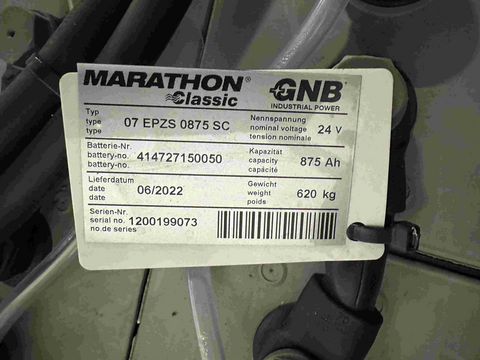 MARATHON® Classic
GNB INDUSTRIAL POWER
Typ
type
type
07 EPZS 0875 SC
Nennspannung
nominal voltage
tension nominale
24 V
Batterie-Nr.
battery-no.
battery-no.
414727150050
Kapazität
capacity
capacité
875 Ah
Lieferdatum
date
date
06/2022
Gewicht
weight
poids
620 kg
Serien-Nr.
serial no.
no.de series
1200199073